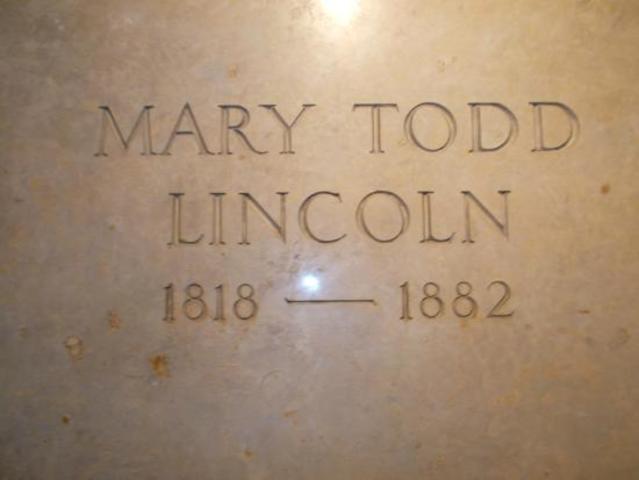 MARY TODD
LINCOLN
1818 — 1882